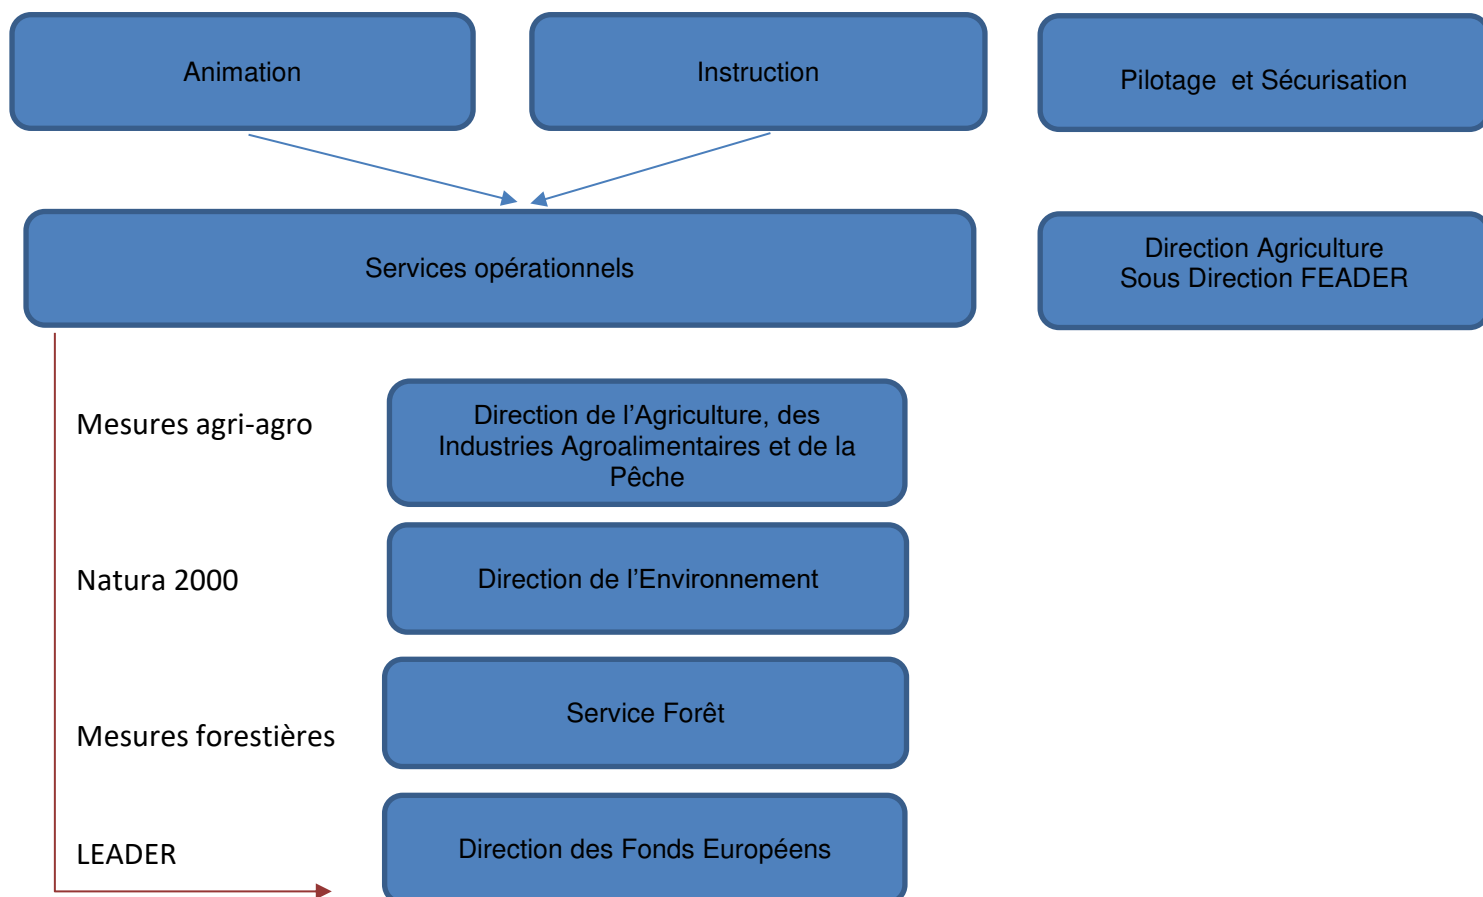 Animation
Instruction
Pilotage et Sécurisation
Services opérationnels
Direction Agriculture
Sous Direction FEADER
Mesures agri-agro
Direction de l’Agriculture, des
Industries Agroalimentaires et de la
Pêche
Natura 2000
Direction de l’Environnement
Mesures forestières
Service Forêt
LEADER
Direction des Fonds Européens